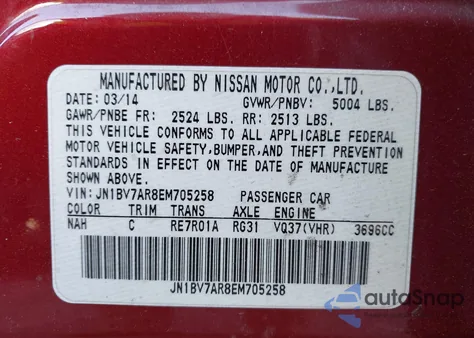 MANUFACTURED BY NISSAN MOTOR CO.,LTD.
DATE: 03/14 GVWR/PNBV: 5004 LBS.
GAWR/PNBE FR: 2524 LBS. RR: 2513 LBS.
THIS VEHICLE CONFORMS TO ALL APPLICABLE FEDERAL
MOTOR VEHICLE SAFETY, BUMPER, AND THEFT PREVENTION
STANDARDS IN EFFECT ON THE DATE OF MANUFACTURE
SHOWN ABOVE.
VIN: JN1BV7AR8EM705258 PASSENGER CAR
COLOR TRIM TRANS AXLE ENGINE
NAH C RE7R01A RG31 VQ37(VHR) 3696CC
JN1BV7AR8EM705258
autoSnap